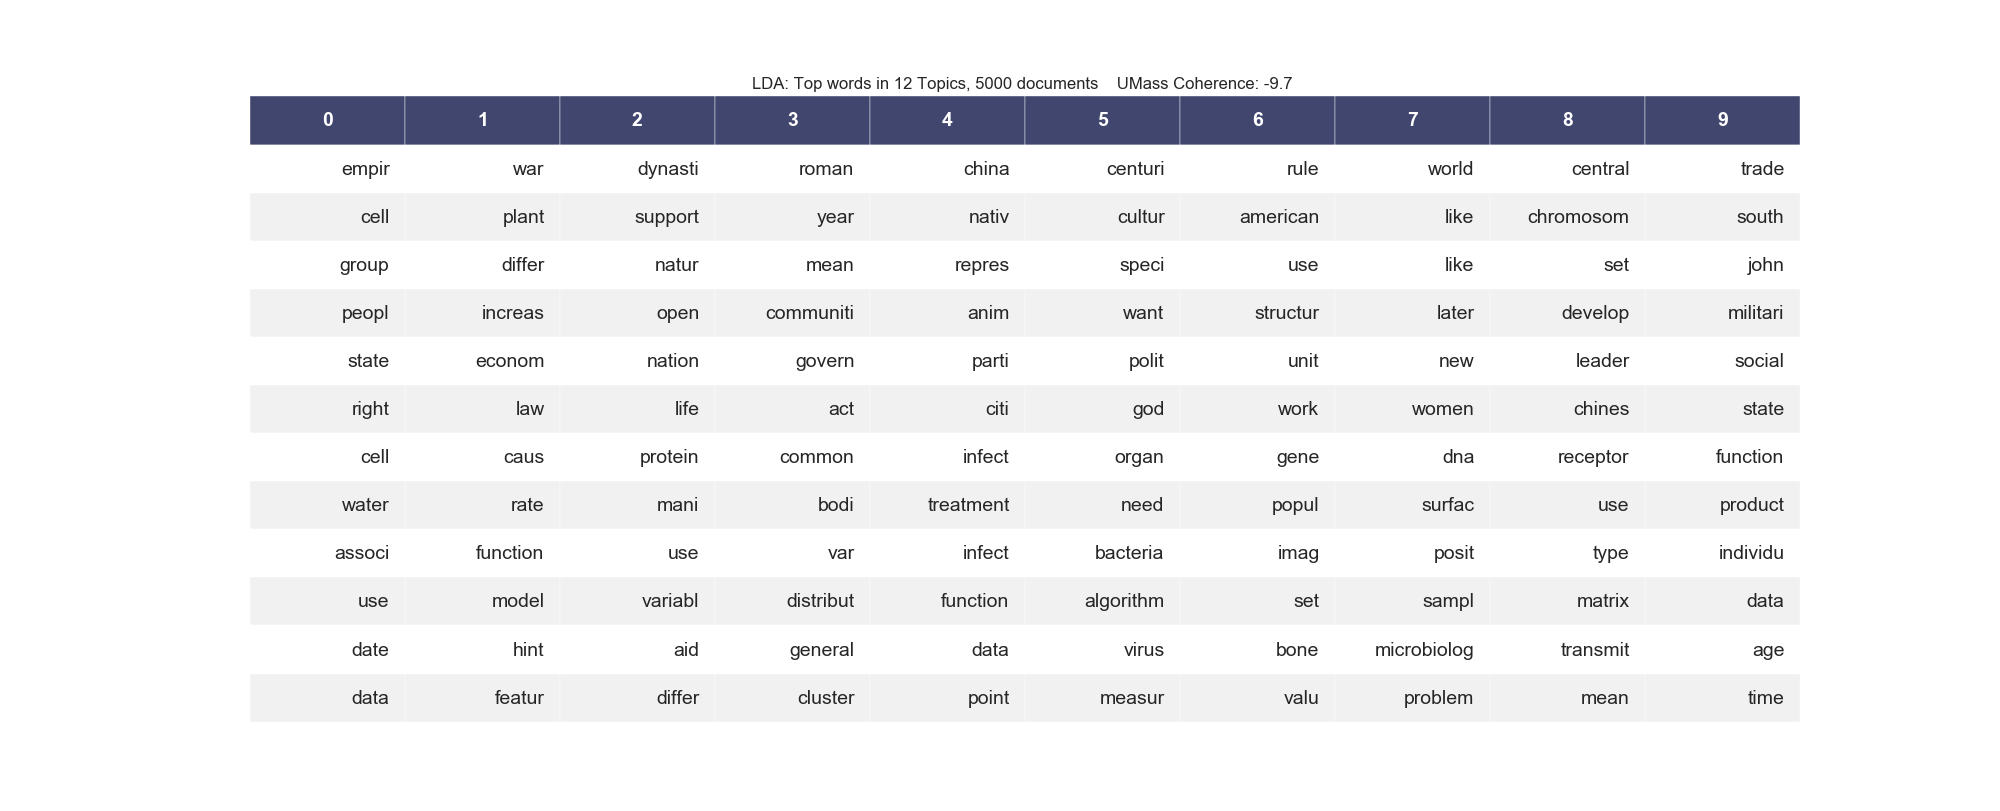 LDA: Top words in 12 Topics, 5000 documents    UMass Coherence: -9.7
0 1 2 3 4 5 6 7 8 9
empir war dynasti roman china centuri rule world central trade
cell plant support year nativ cultur american like chromosom south
group differ natur mean repres speci use like set john
peopl increas open communiti anim want structur later develop militari
state econom nation govern parti polit unit new leader social
right law life act citi god work women chines state
cell caus protein common infect organ gene dna receptor function
water rate mani bodi treatment need popul surfac use product
associ function use var infect bacteria imag posit type individu
use model variabl distribut function algorithm set sampl matrix data
date hint aid general data virus bone microbiolog transmit age
data featur differ cluster point measur valu problem mean time